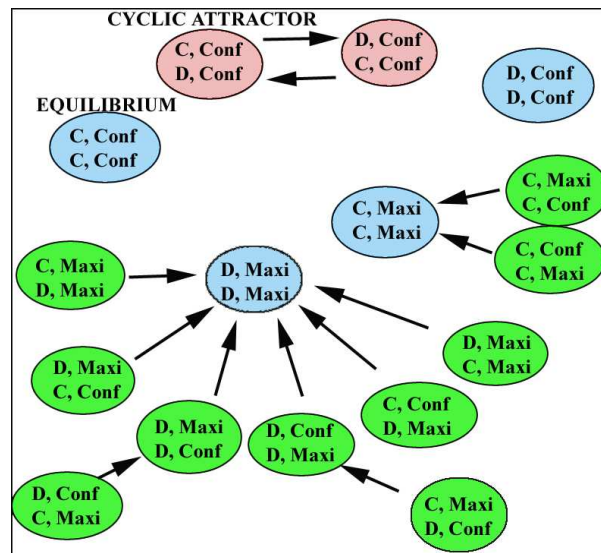 CYCLIC ATTRACTOR
C, Conf
D, Conf
D, Conf
C, Conf
D, Conf
D, Conf
EQUILIBRIUM
C, Conf
C, Conf
C, Maxi
C, Conf
C, Maxi
C, Maxi
C, Conf
C, Maxi
C, Maxi
D, Maxi
D, Maxi
D, Maxi
D, Maxi
C, Maxi
D, Maxi
C, Conf
C, Conf
D, Maxi
D, Maxi
D, Conf
D, Conf
D, Maxi
D, Conf
C, Maxi
C, Maxi
D, Conf